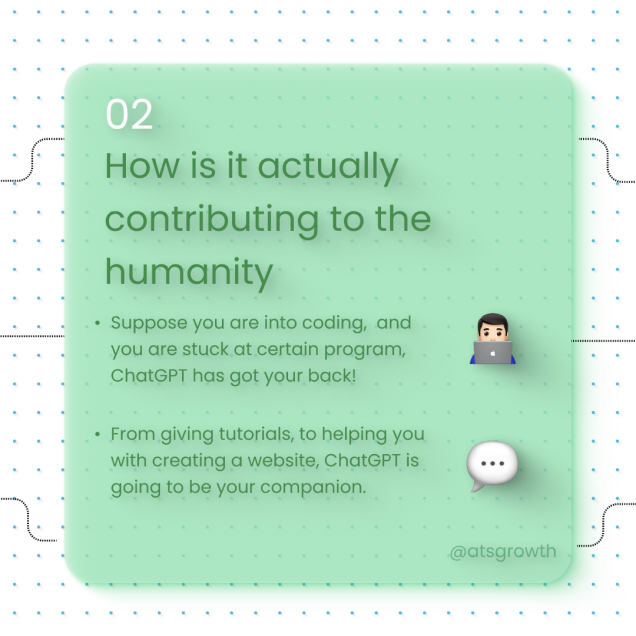 02
How is it actually
contributing to the
humanity
• Suppose you are into coding,  and
you are stuck at certain program,
ChatGPT has got your back!
• From giving tutorials, to helping you
with creating a website, ChatGPT is
going to be your companion.
@atsgrowth